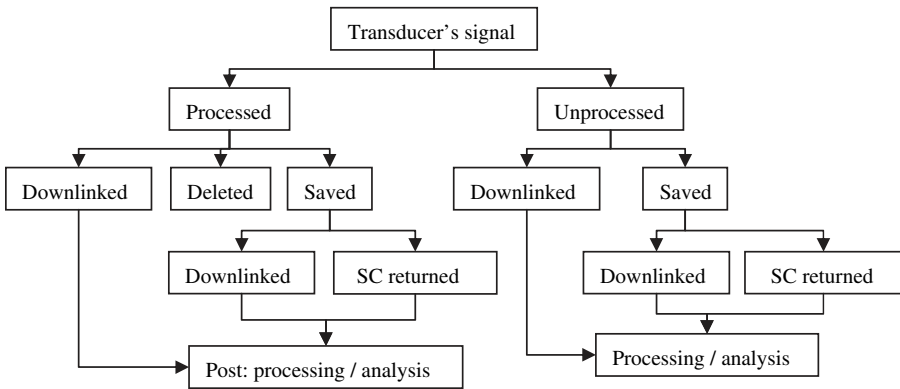 Transducer's signal
Processed
Unprocessed
Downlinked
Deleted
Saved
Downlinked
Saved
Downlinked
SC returned
Downlinked
SC returned
Post: processing / analysis
Processing / analysis